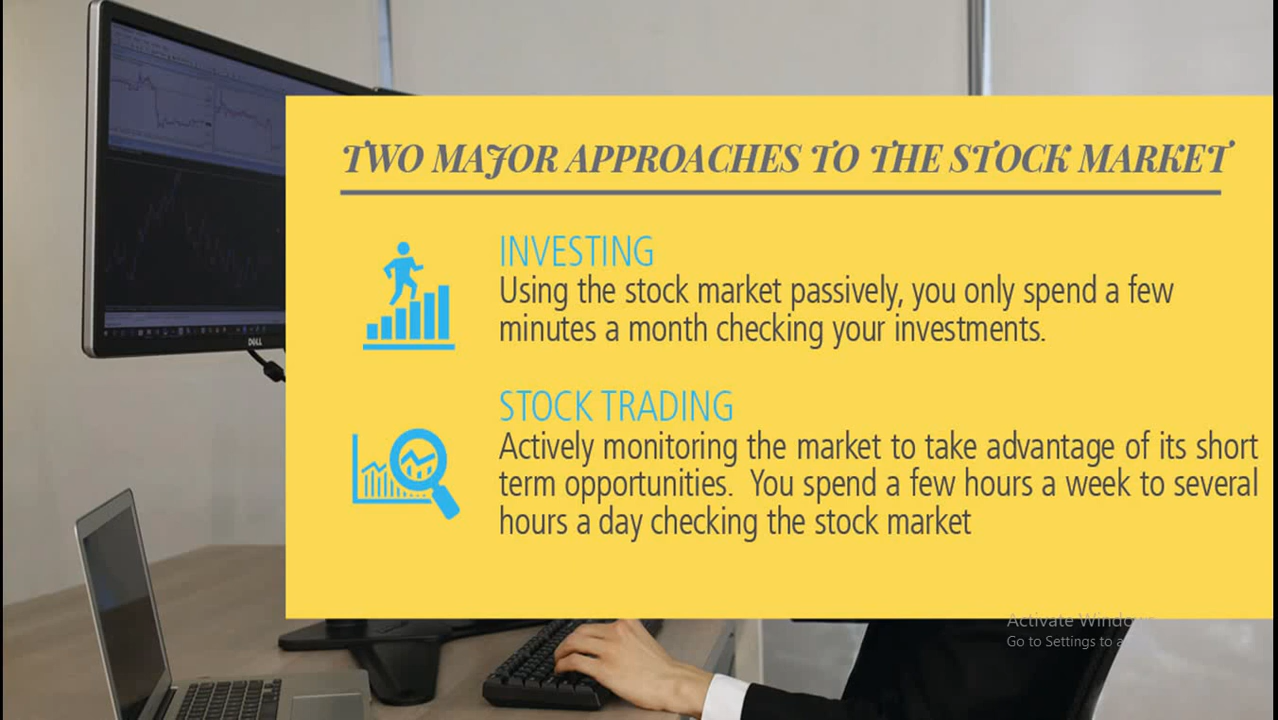 TWO MAJOR APPROACHES TO THE STOCK MARKET
INVESTING
Using the stock market passively, you only spend a few
minutes a month checking your investments.
STOCK TRADING
Actively monitoring the market to take advantage of its short
term opportunities. You spend a few hours a week to several
hours a day checking the stock market
DELL
Activate
Go to Settings to